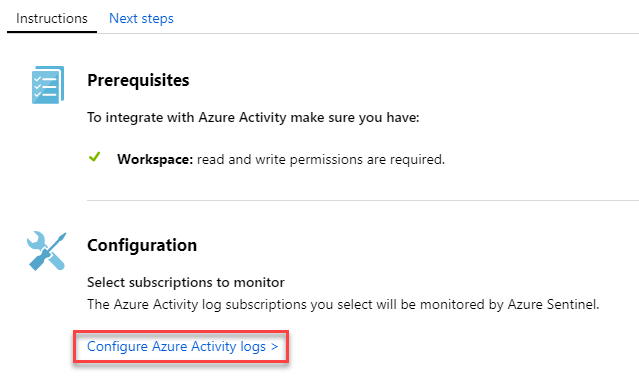 Instructions Next steps
Prerequisites
To integrate with Azure Activity make sure you have:
Workspace: read and write permissions are required.
Configuration
Select subscriptions to monitor
The Azure Activity log subscriptions you select will be monitored by Azure Sentinel.
Configure Azure Activity logs >